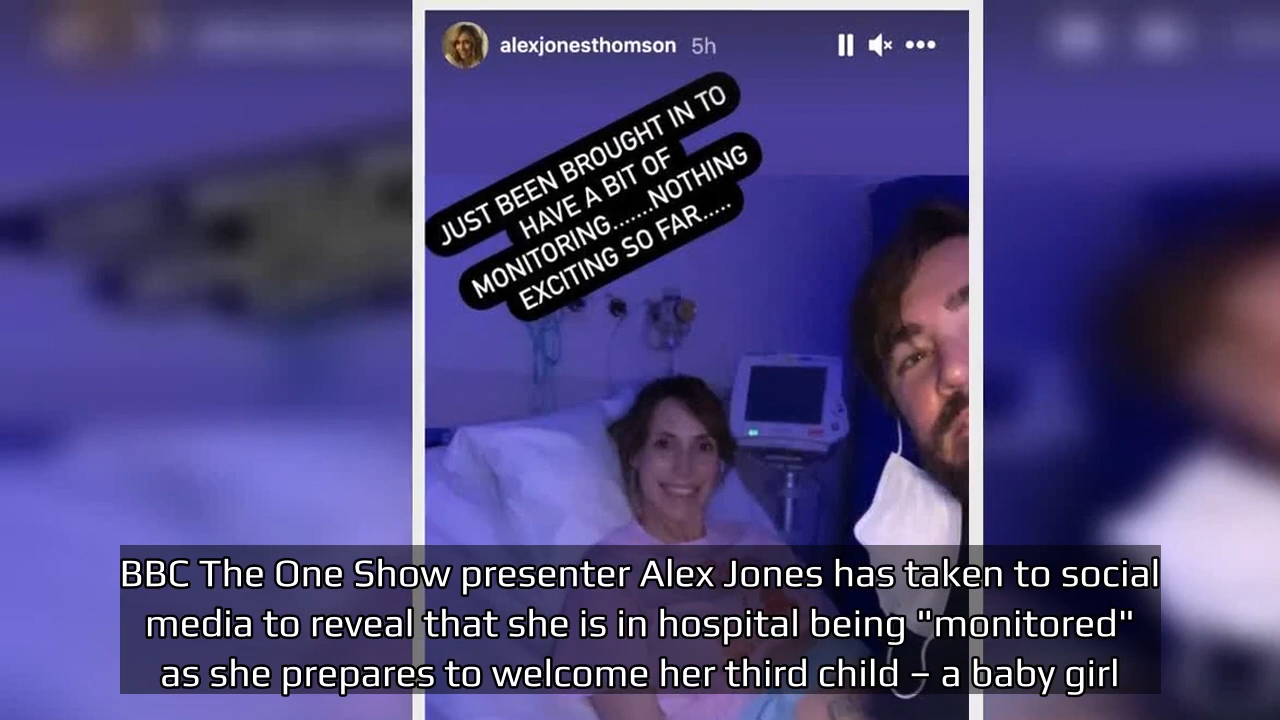 alexjonesthomson 5h
JUST BEEN BROUGHT IN TO
HAVE A BIT OF
MONITORING.......NOTHING
EXCITING SO FAR.....
BBC The One Show presenter Alex Jones has taken to social
media to reveal that she is in hospital being "monitored"
as she prepares to welcome her third child – a baby girl